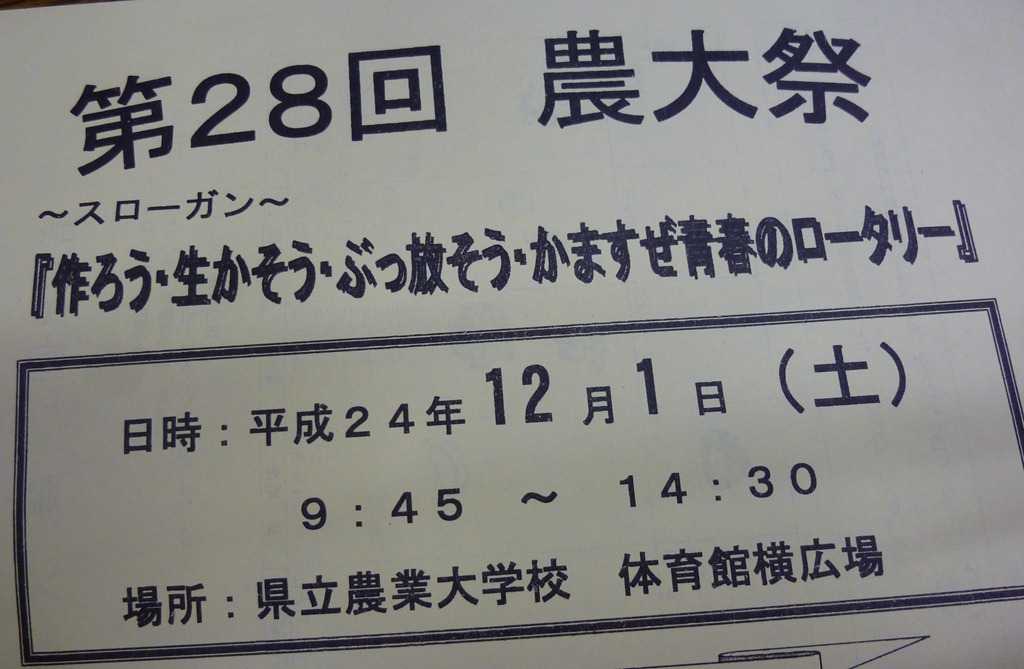 第28回 農大祭
～スローガン～
『作ろう・生かそう・ぶっ放そう・かますぜ青春のロータリー』
日時：平成24年12月1日（土）
9：45 ～ 14：30
場所：県立農業大学校 体育館横広場